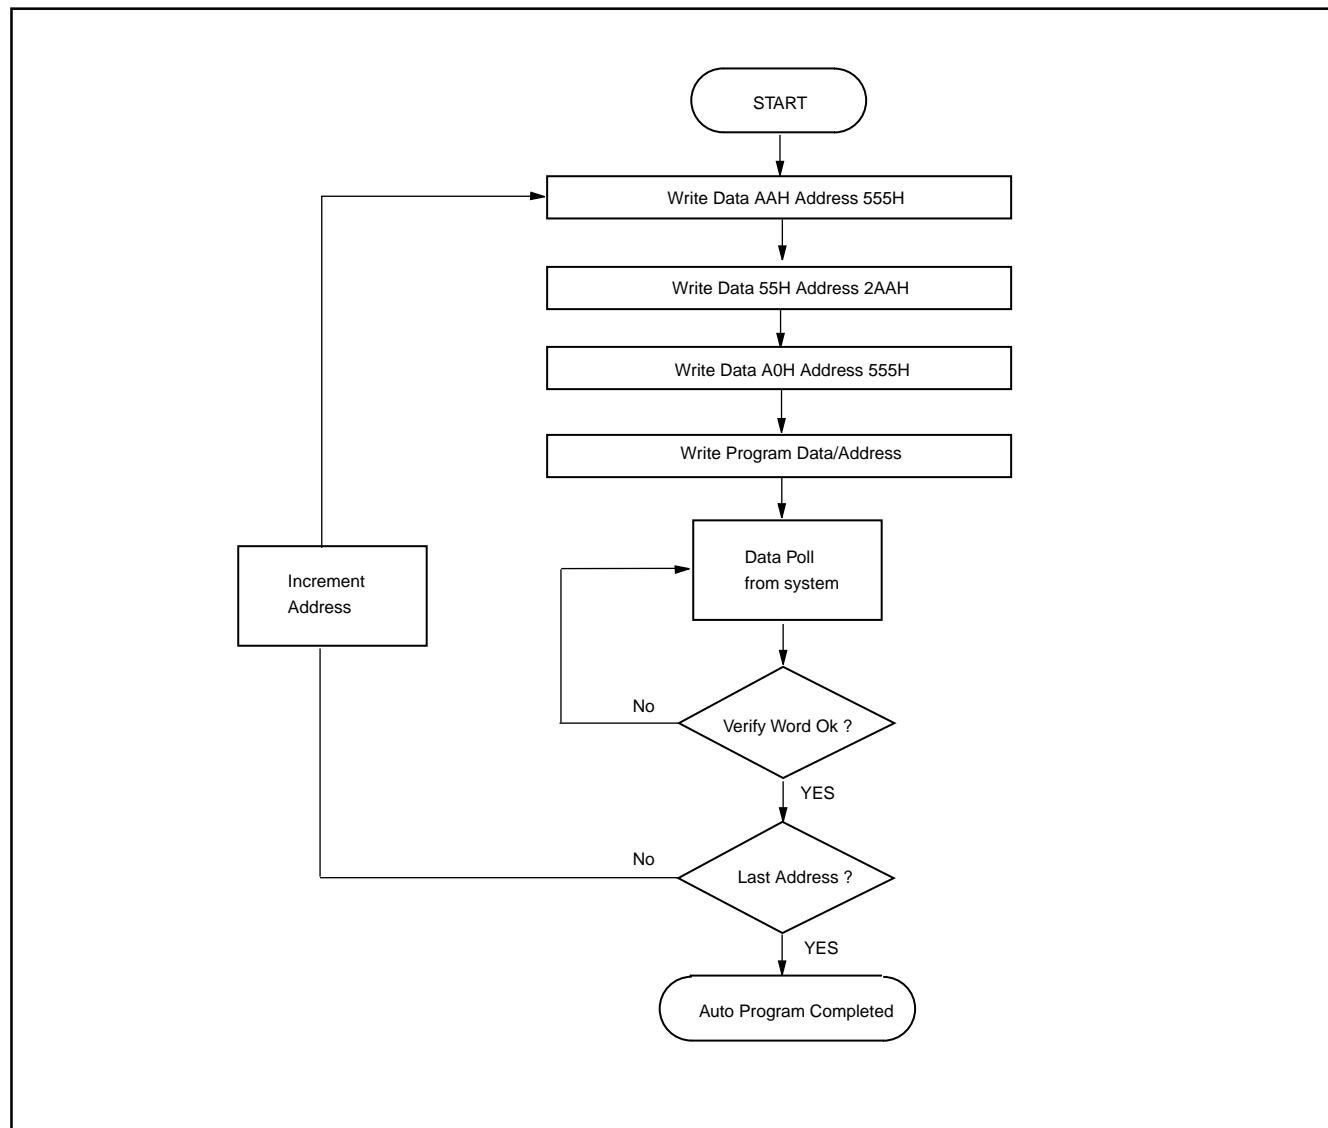 START
Write Data AAH Address 555H
Write Data 55H Address 2AAH
Write Data A0H Address 555H
Write Program Data/Address
Data Poll
from system
Increment
Address
No
Verify Word Ok ?
YES
No
Last Address ?
YES
Auto Program Completed